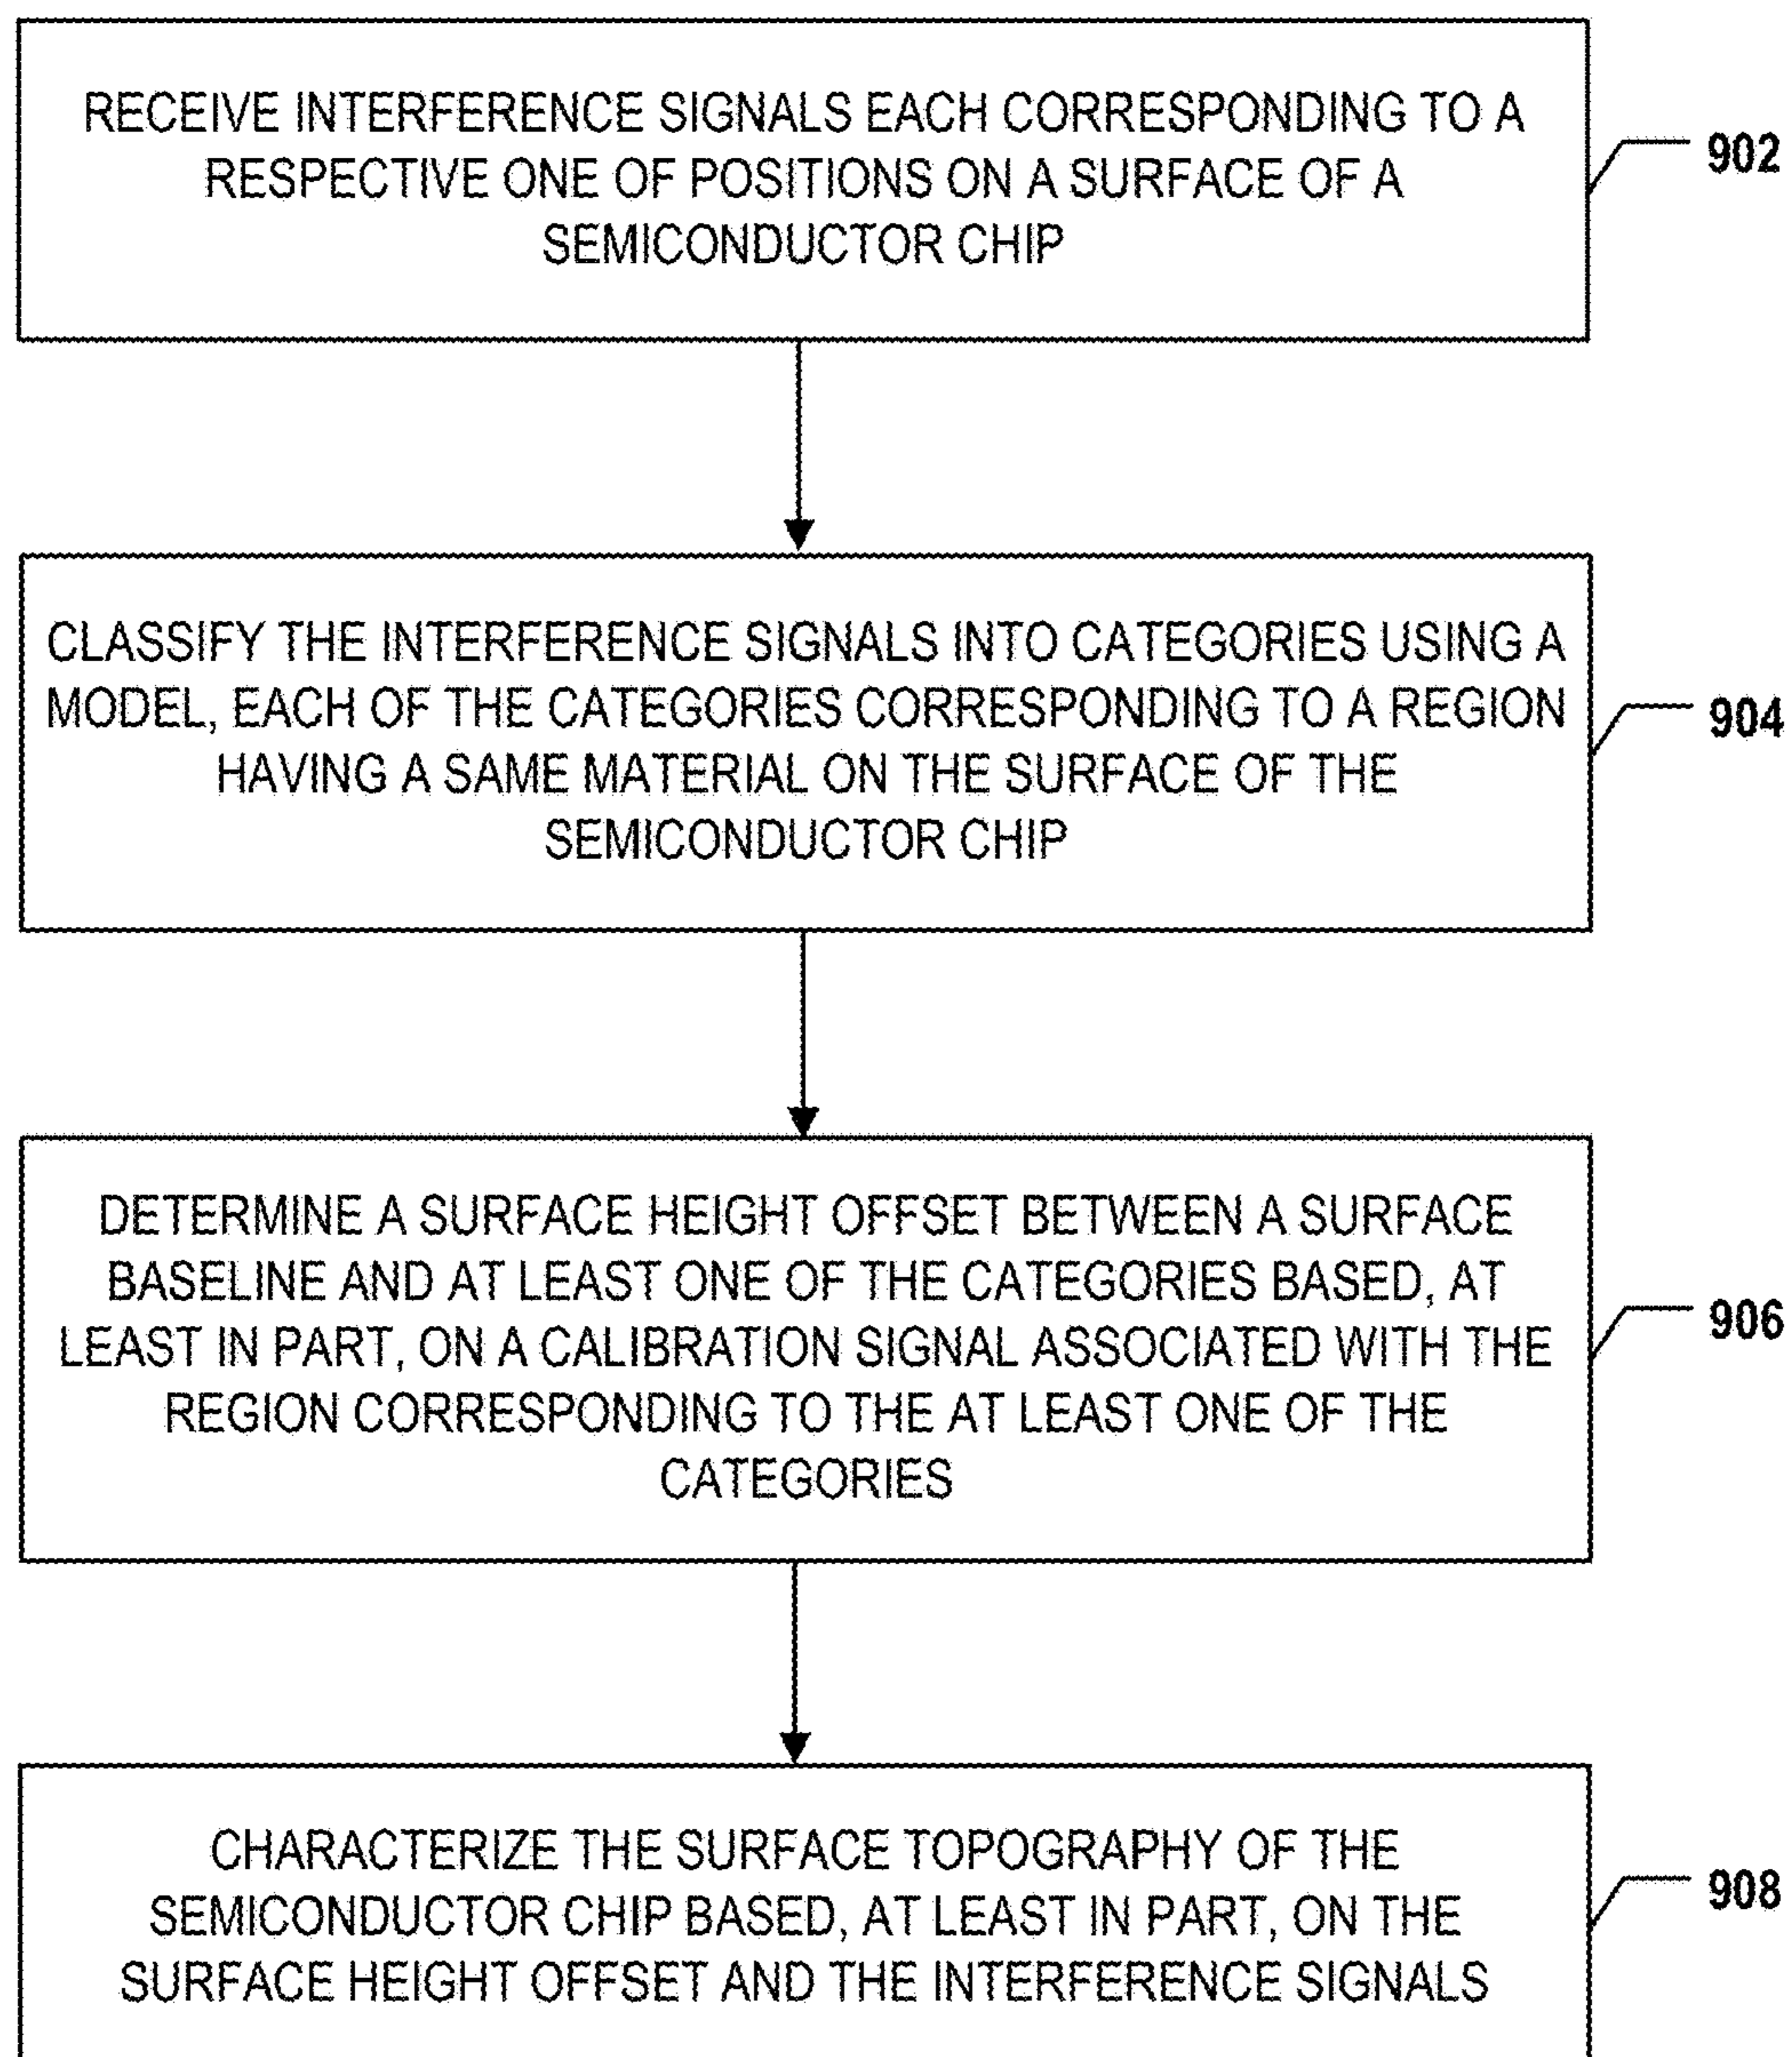 RECEIVE INTERFERENCE SIGNALS EACH CORRESPONDING TO A
RESPECTIVE ONE OF POSITIONS ON A SURFACE OF A
SEMICONDUCTOR CHIP
902
CLASSIFY THE INTERFERENCE SIGNALS INTO CATEGORIES USING A
MODEL, EACH OF THE CATEGORIES CORRESPONDING TO A REGION
HAVING A SAME MATERIAL ON THE SURFACE OF THE
SEMICONDUCTOR CHIP
904
DETERMINE A SURFACE HEIGHT OFFSET BETWEEN A SURFACE
BASELINE AND AT LEAST ONE OF THE CATEGORIES BASED, AT
LEAST IN PART, ON A CALIBRATION SIGNAL ASSOCIATED WITH THE
REGION CORRESPONDING TO THE AT LEAST ONE OF THE
CATEGORIES
906
CHARACTERIZE THE SURFACE TOPOGRAPHY OF THE
SEMICONDUCTOR CHIP BASED, AT LEAST IN PART, ON THE
SURFACE HEIGHT OFFSET AND THE INTERFERENCE SIGNALS
908